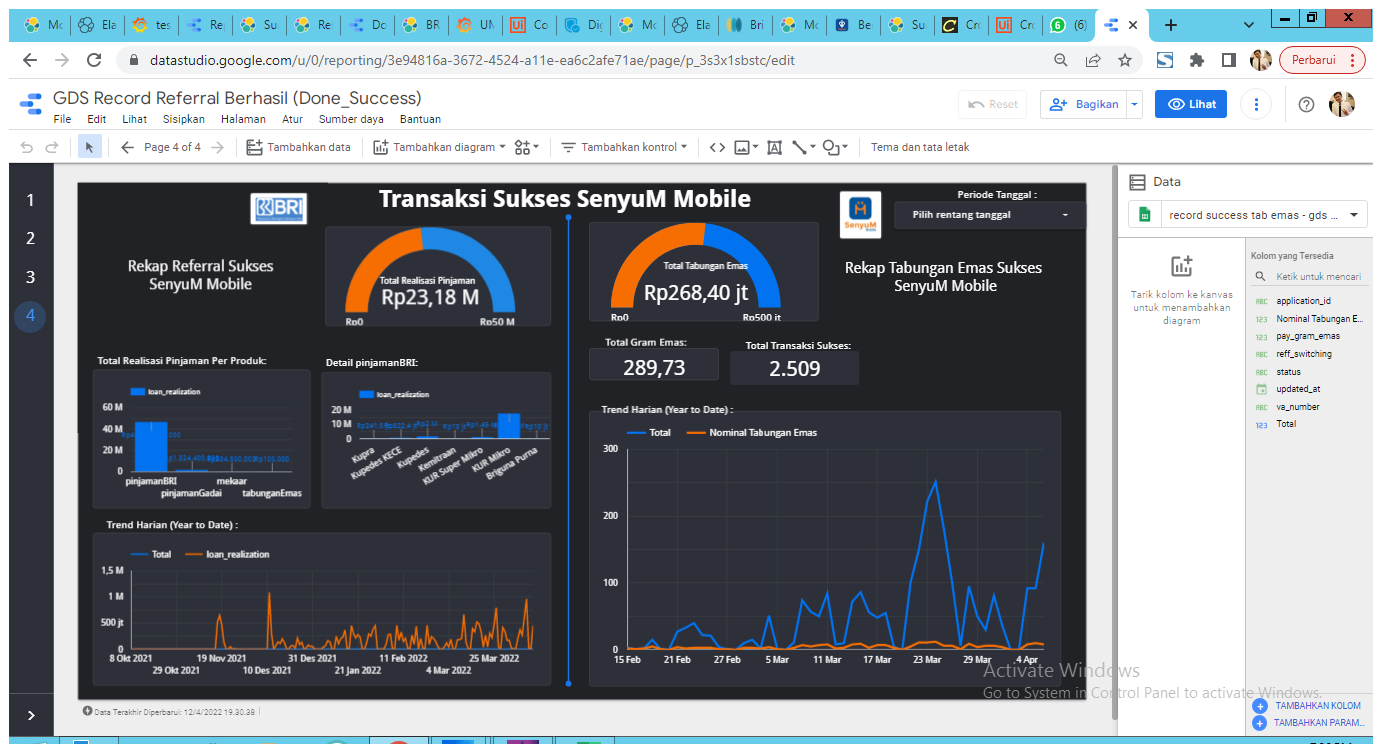 Mc
Ela
tes
Re
Su
Re
Dc
BR
UN
Co
Dig
Mc
Ela
Bri
Mc
Be
Su
Cro
Cro
(6)
datastudio.google.com/u/0/reporting/3e94816a-3672-4524-a11e-ea6c2afe71ae/page/p_3s3x1sbstc/edit
Perbarui
GDS Record Referral Berhasil (Done_Success)
File Edit Lihat Sisipkan Halaman Atur Sumber daya Bantuan
Reset
Bagikan
Lihat
Page 4 of 4
Tambahkan data
Tambahkan diagram
Tambahkan kontrol
Tema dan tata letak
1
2
3
4
BRI
Transaksi Sukses SenyuM Mobile
SenyuM
Periode Tanggal :
Pilih rentang tanggal
Rekap Referral Sukses
SenyuM Mobile
Total Realisasi Pinjaman
Rp23,18 M
Rp0 Rp50 M
Total Tabungan Emas
Rp268,40 jt
Rp0 Rp500 jt
Rekap Tabungan Emas Sukses
SenyuM Mobile
Total Gram Emas:
289,73
Total Transaksi Sukses:
2.509
Total Realisasi Pinjaman Per Produk:
loan_realization
60 M
40 M
20 M
0
pinjamanBRI
pinjamanGadai
mekaar
tabunganEmas
Detail pinjamanBRI:
loan_realization
20 M
10 M
0
Kupra
Kupedes KECE
Kupedes
Kemitraan
KUR Super Mikro
KUR Mikro
Briguna Purna
Trend Harian (Year to Date) :
Total loan_realization
1,5 M
1 M
500 jt
0
8 Okt 2021 19 Nov 2021 31 Des 2021 11 Feb 2022 25 Mar 2022
29 Okt 2021 10 Des 2021 21 Jan 2022 4 Mar 2022
Trend Harian (Year to Date) :
Total Nominal Tabungan Emas
300
200
100
0
15 Feb 21 Feb 27 Feb 5 Mar 11 Mar 17 Mar 23 Mar 29 Mar 4 Apr
Data Terakhir Diperbarui: 12/4/2022 19.30.38
Data
record success tab emas - gds ...
Tarik kolom ke kanvas
untuk menambahkan
diagram
Kolom yang Tersedia
Ketik untuk mencari
ABC application_id
123 Nominal Tabungan E...
123 pay_gram_emas
ABC reff_switching
ABC status
updated_at
ABC va_number
123 Total
Activate Windows
Go to System in Control Panel to activate Windows.
TAMBAHKAN KOLOM
TAMBAHKAN PARAM...